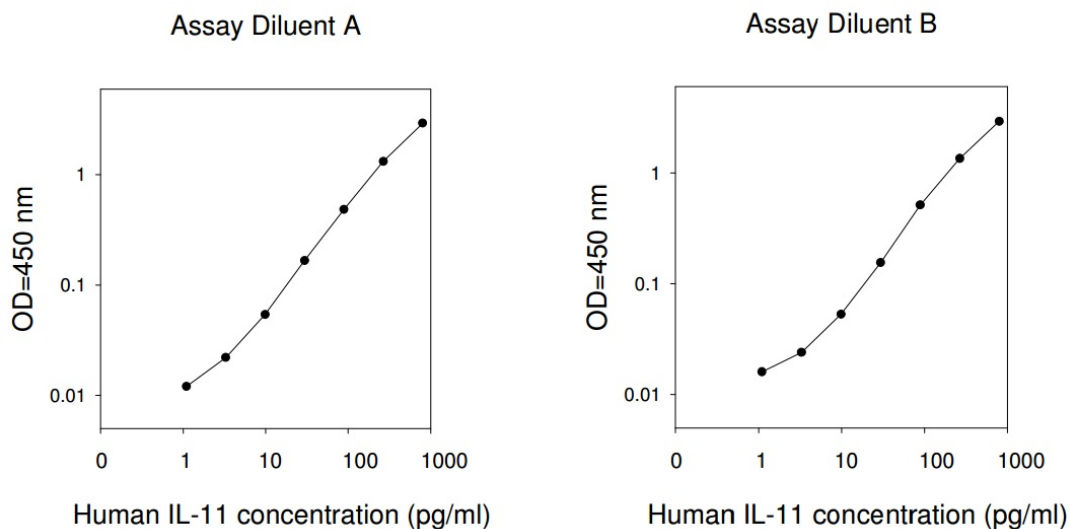 Assay Diluent A
OD=450 nm
1
0.1
0.01
0 1 10 100 1000
Human IL-11 concentration (pg/ml)
Assay Diluent B
OD=450 nm
1
0.1
0.01
0 1 10 100 1000
Human IL-11 concentration (pg/ml)